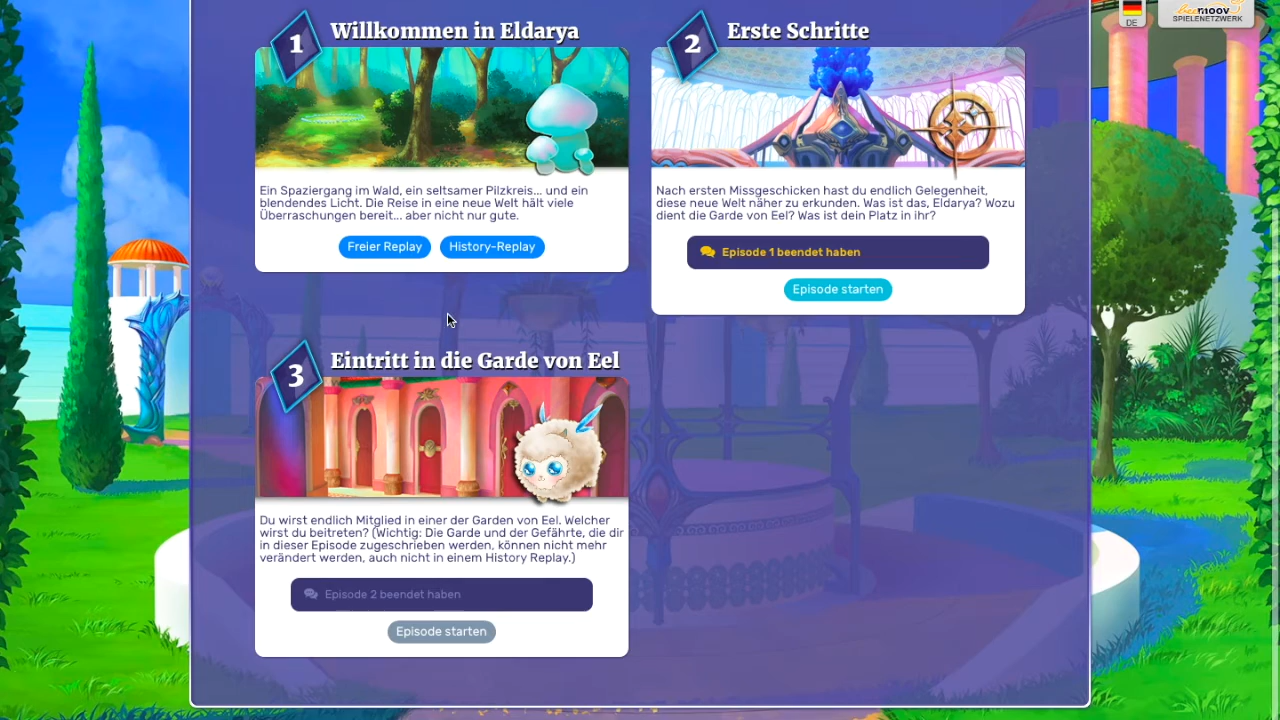 1
Willkommen in Eldarya
Ein Spaziergang im Wald, ein seltsamer Pilzkreis... und ein
blendendes Licht. Die Reise in eine neue Welt hält viele
Überraschungen bereit... aber nicht nur gute.
Freier Replay
History-Replay
2
Erste Schritte
Nach ersten Missgeschicken hast du endlich Gelegenheit,
diese neue Welt näher zu erkunden. Was ist das, Eldarya? Wozu
dient die Garde von Eel? Was ist dein Platz in ihr?
Episode 1 beendet haben
Episode starten
3
Eintritt in die Garde von Eel
Du wirst endlich Mitglied in einer der Garden von Eel. Welcher
wirst du beitreten? (Wichtig: Die Garde und der Gefährte, die dir
in dieser Episode zugeschrieben werden, können nicht mehr
verändert werden, auch nicht in einem History Replay.)
Episode 2 beendet haben
Episode starten
DE
beemoov
SPIELENETZWERK